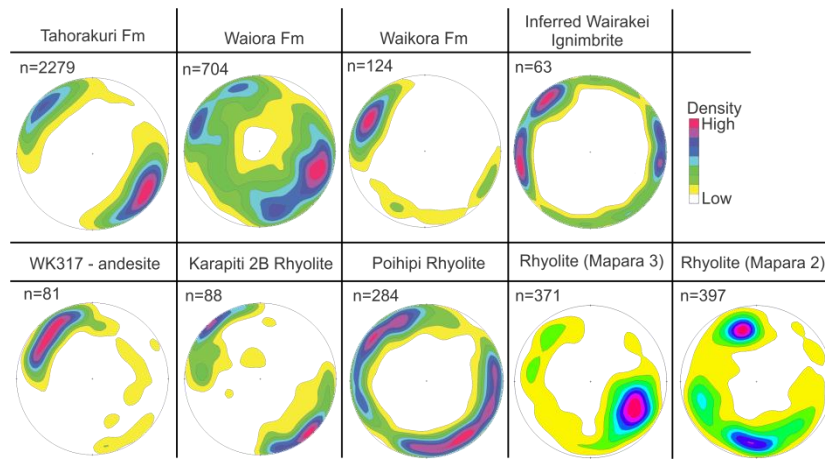 Tahorakuri Fm
Waiora Fm
Waikora Fm
Inferred Wairakei
Ignimbrite
n=2279
n=704
n=124
n=63
Density
High
Low
WK317 - andesite
Karapiti 2B Rhyolite
Poihipi Rhyolite
Rhyolite (Mapara 3)
Rhyolite (Mapara 2)
n=81
n=88
n=284
n=371
n=397